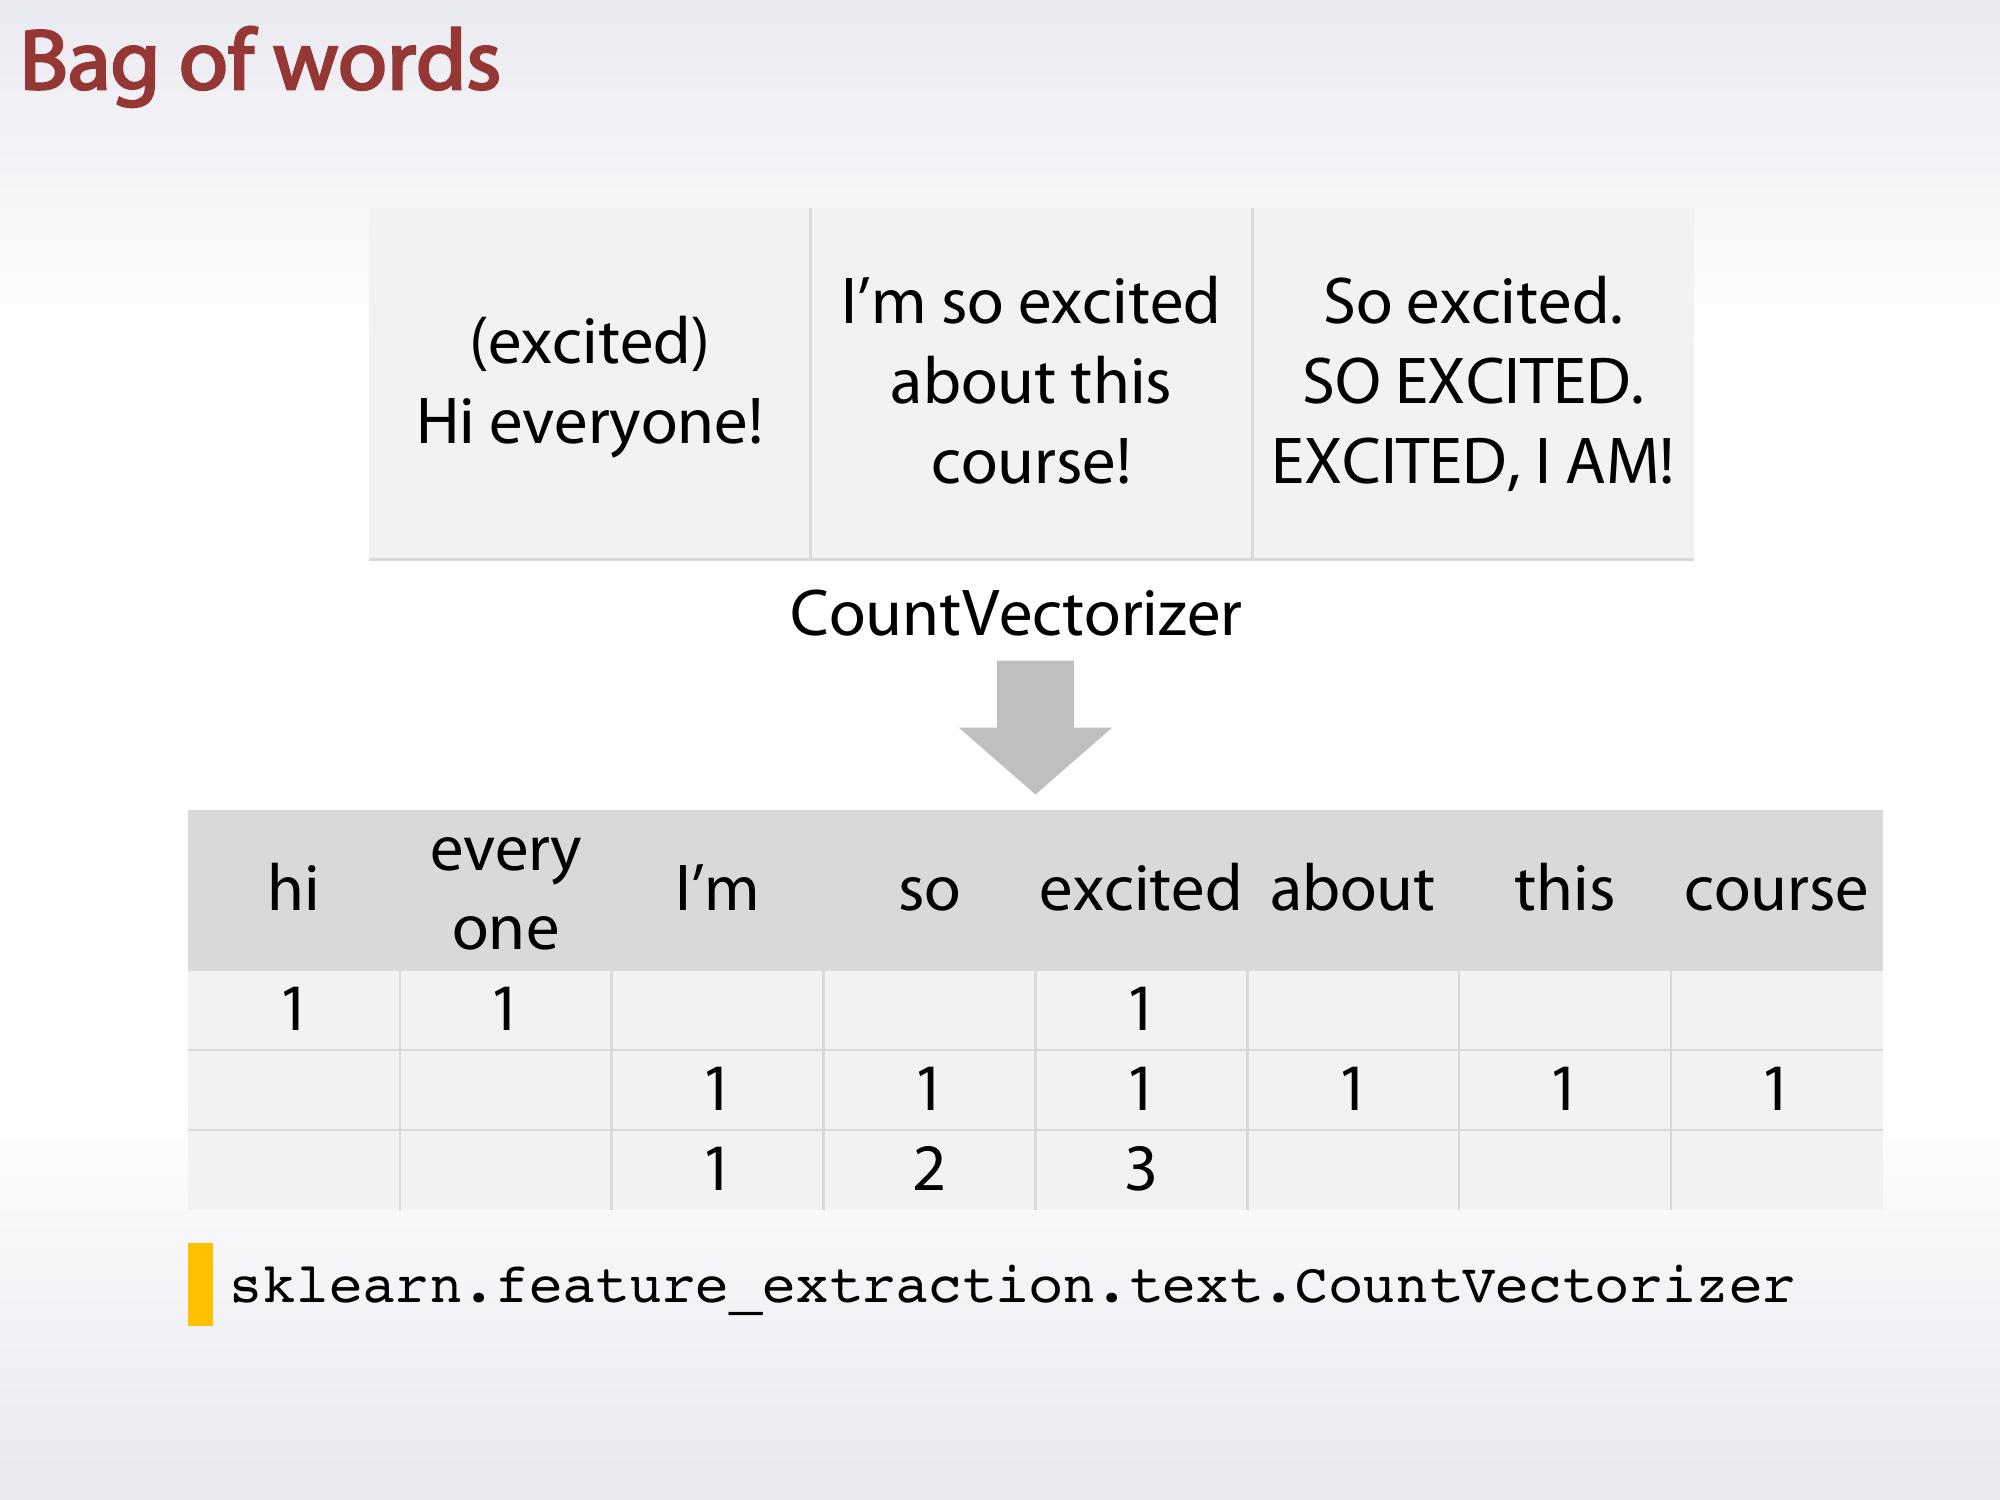 Bag of words
(excited)
Hi everyone!
I’m so excited
about this
course!
So excited.
SO EXCITED.
EXCITED, I AM!
CountVectorizer
hi every one I’m so excited about this course
1 1 1
1 1 1 1 1 1
1 2 3
sklearn.feature_extraction.text.CountVectorizer